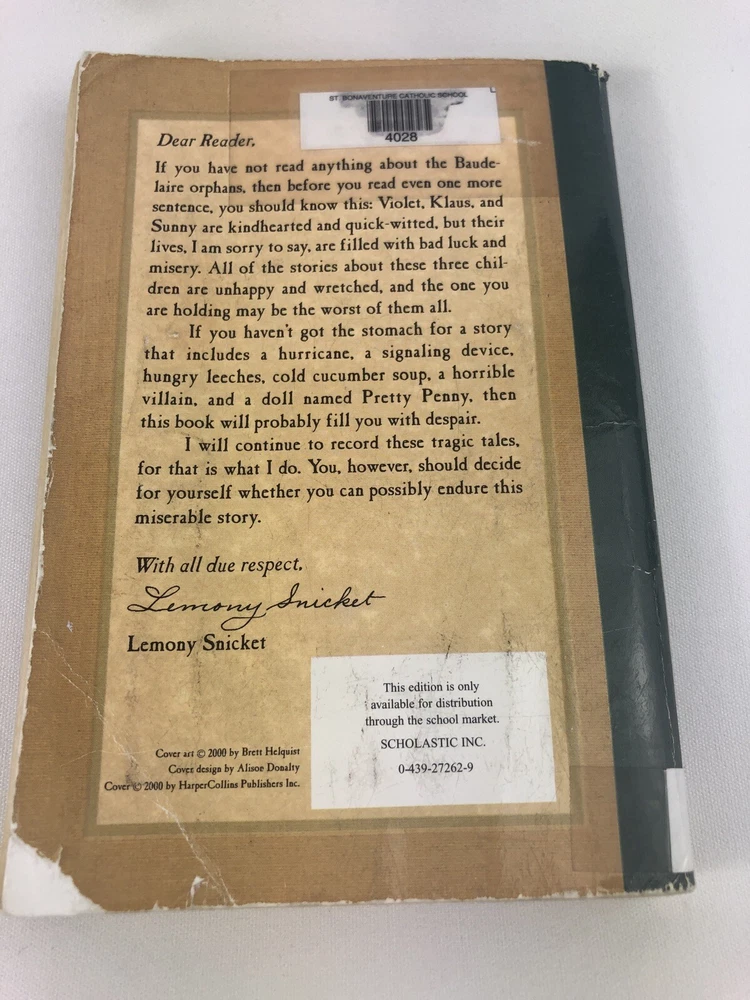 ST. BONAVENTURE CATHOLIC SCHOOL
4028
Dear Reader,
If you have not read anything about the Baude-
laire orphans, then before you read even one more
sentence, you should know this: Violet, Klaus, and
Sunny are kindhearted and quick-witted, but their
lives, I am sorry to say, are filled with bad luck and
misery. All of the stories about these three chil-
dren are unhappy and wretched, and the one you
are holding may be the worst of them all.
If you haven't got the stomach for a story
that includes a hurricane, a signaling device,
hungry leeches, cold cucumber soup, a horrible
villain, and a doll named Pretty Penny, then
this book will probably fill you with despair.
I will continue to record these tragic tales,
for that is what I do. You, however, should decide
for yourself whether you can possibly endure this
miserable story.
With all due respect,
Lemony Snicket
Lemony Snicket
This edition is only
available for distribution
through the school market.
SCHOLASTIC INC.
0-439-27262-9
Cover art © 2000 by Brett Helquist
Cover design by Alison Donalty
Cover © 2000 by HarperCollins Publishers Inc.